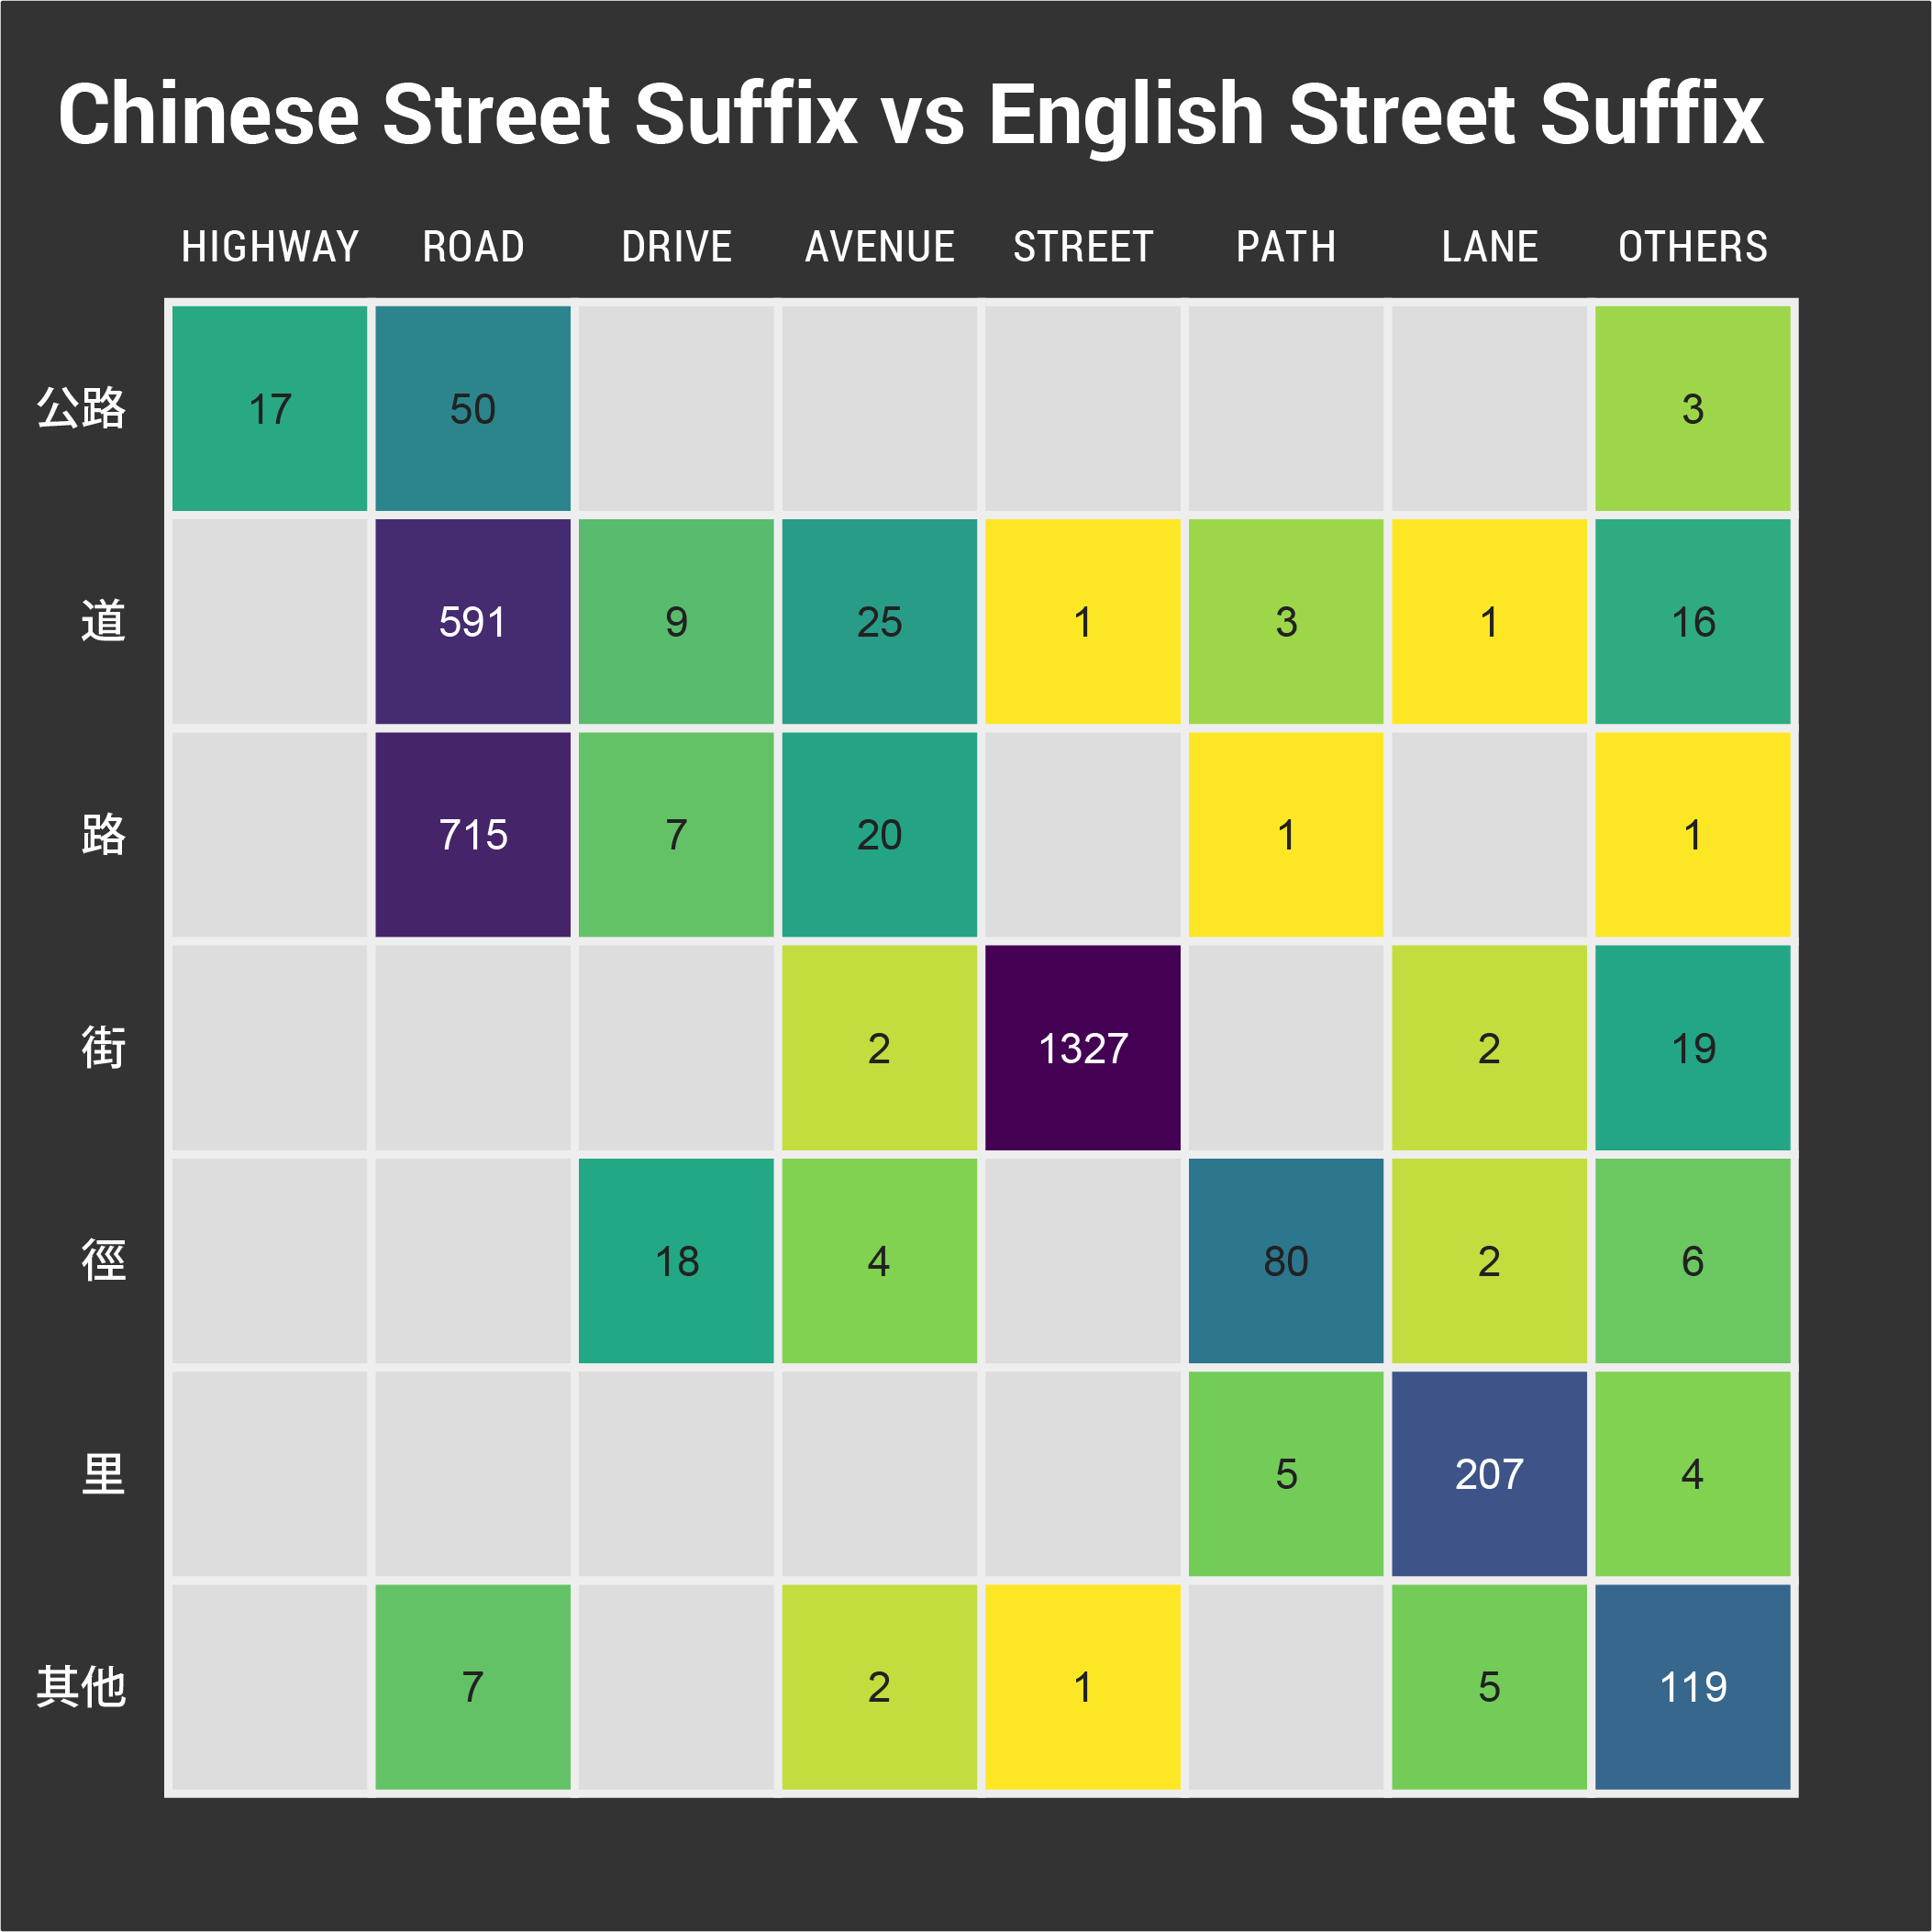 Chinese Street Suffix vs English Street Suffix
HIGHWAY ROAD DRIVE AVENUE STREET PATH LANE OTHERS
公路 17 50 3
道 591 9 25 1 3 1 16
路 715 7 20 1 1
街 2 1327 2 19
徑 18 4 80 2 6
里 5 207 4
其他 7 2 1 5 119